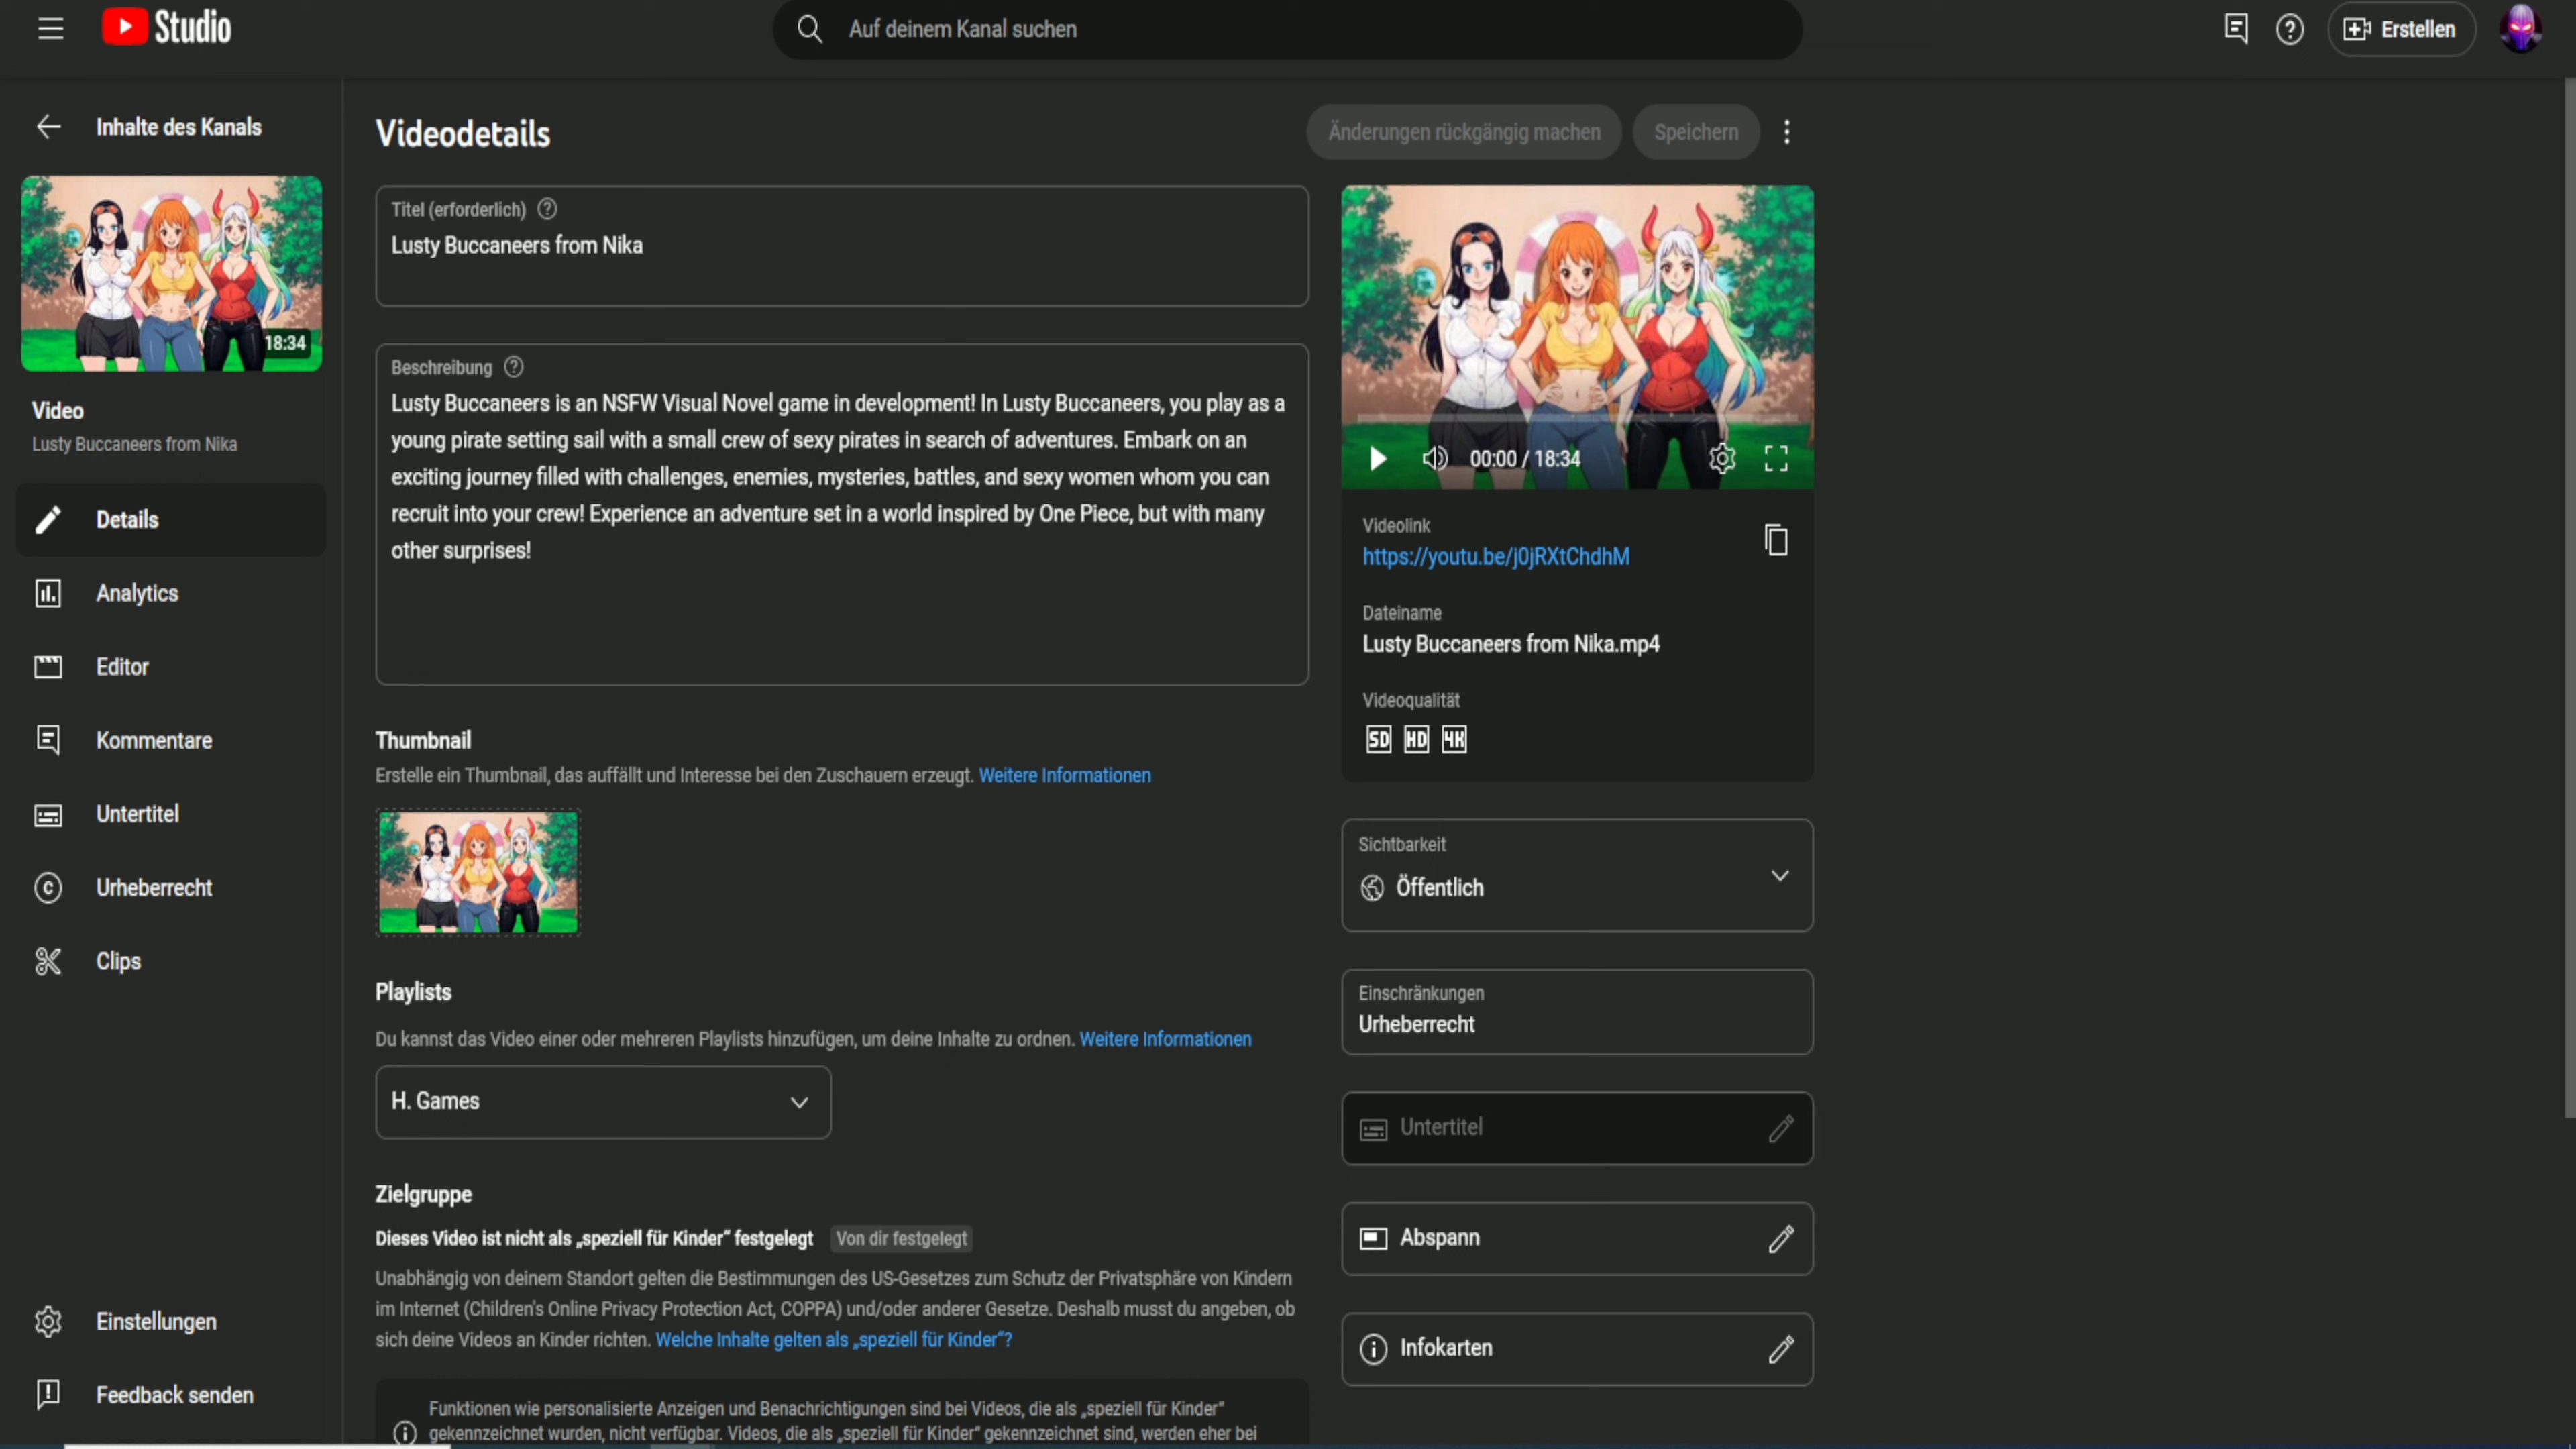 Studio
Auf deinem Kanal suchen
Erstellen
Inhalte des Kanals
18:34
Video
Lusty Buccaneers from Nika
Details
Analytics
Editor
Kommentare
Untertitel
Urheberrecht
Clips
Einstellungen
Feedback senden
Videodetails
Änderungen rückgängig machen
Speichern
Titel (erforderlich)
Lusty Buccaneers from Nika
Beschreibung
Lusty Buccaneers is an NSFW Visual Novel game in development! In Lusty Buccaneers, you play as a
young pirate setting sail with a small crew of sexy pirates in search of adventures. Embark on an
exciting journey filled with challenges, enemies, mysteries, battles, and sexy women whom you can
recruit into your crew! Experience an adventure set in a world inspired by One Piece, but with many
other surprises!
Thumbnail
Erstelle ein Thumbnail, das auffällt und Interesse bei den Zuschauern erzeugt. Weitere Informationen
Playlists
Du kannst das Video einer oder mehreren Playlists hinzufügen, um deine Inhalte zu ordnen. Weitere Informationen
H. Games
Zielgruppe
Dieses Video ist nicht als „speziell für Kinder“ festgelegt Von dir festgelegt
Unabhängig von deinem Standort gelten die Bestimmungen des US-Gesetzes zum Schutz der Privatsphäre von Kindern
im Internet (Children's Online Privacy Protection Act, COPPA) und/oder anderer Gesetze. Deshalb musst du angeben, ob
sich deine Videos an Kinder richten. Welche Inhalte gelten als „speziell für Kinder“?
Funktionen wie personalisierte Anzeigen und Benachrichtigungen sind bei Videos, die als „speziell für Kinder“
gekennzeichnet wurden, nicht verfügbar. Videos, die als „speziell für Kinder“ gekennzeichnet sind, werden eher bei
00:00 / 18:34
Videolink
https://youtu.be/j0jRXtChdhM
Dateiname
Lusty Buccaneers from Nika.mp4
Videoqualität
SD HD 4K
Sichtbarkeit
Öffentlich
Einschränkungen
Urheberrecht
Untertitel
Abspann
Infokarten